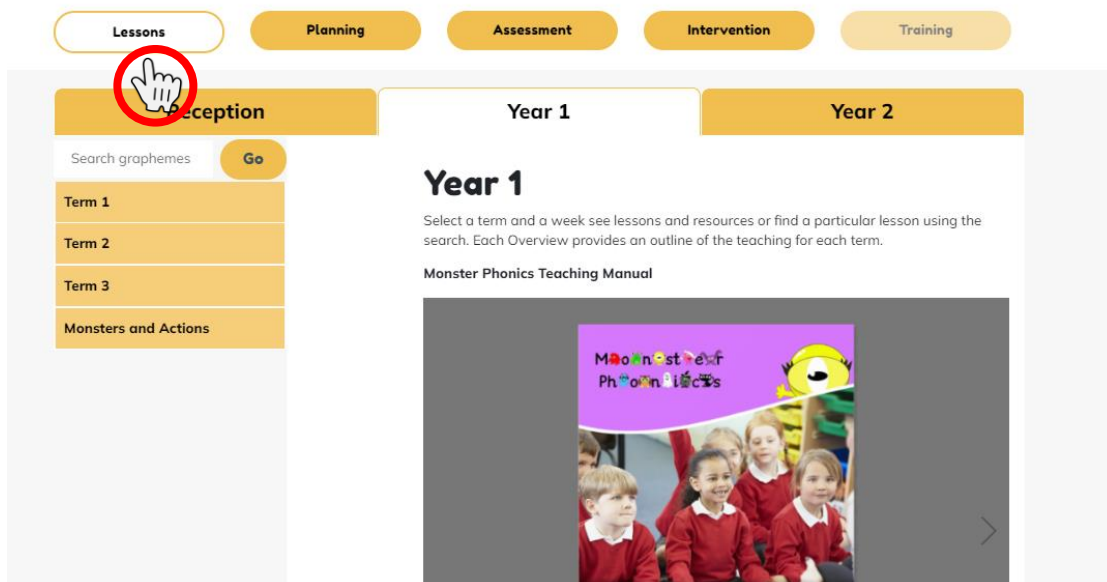 Lessons
Planning
Assessment
Intervention
Training
Reception
Year 1
Year 2
Search graphemes
Go
Term 1
Term 2
Term 3
Monsters and Actions
Year 1
Select a term and a week see lessons and resources or find a particular lesson using the
search. Each Overview provides an outline of the teaching for each term.
Monster Phonics Teaching Manual